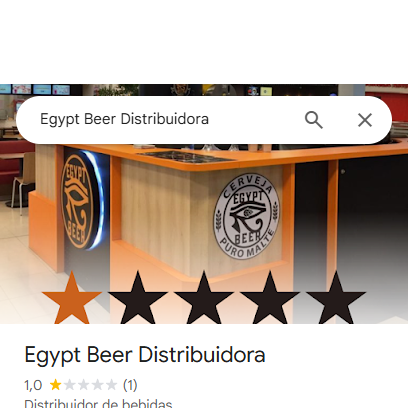 Egypt Beer Distribuidora
EGYPT
BEER
CERVEJA
EGYPT
BEER
PURO MALTE
Egypt Beer Distribuidora
1,0 (1)
Distribuidor de bebidas